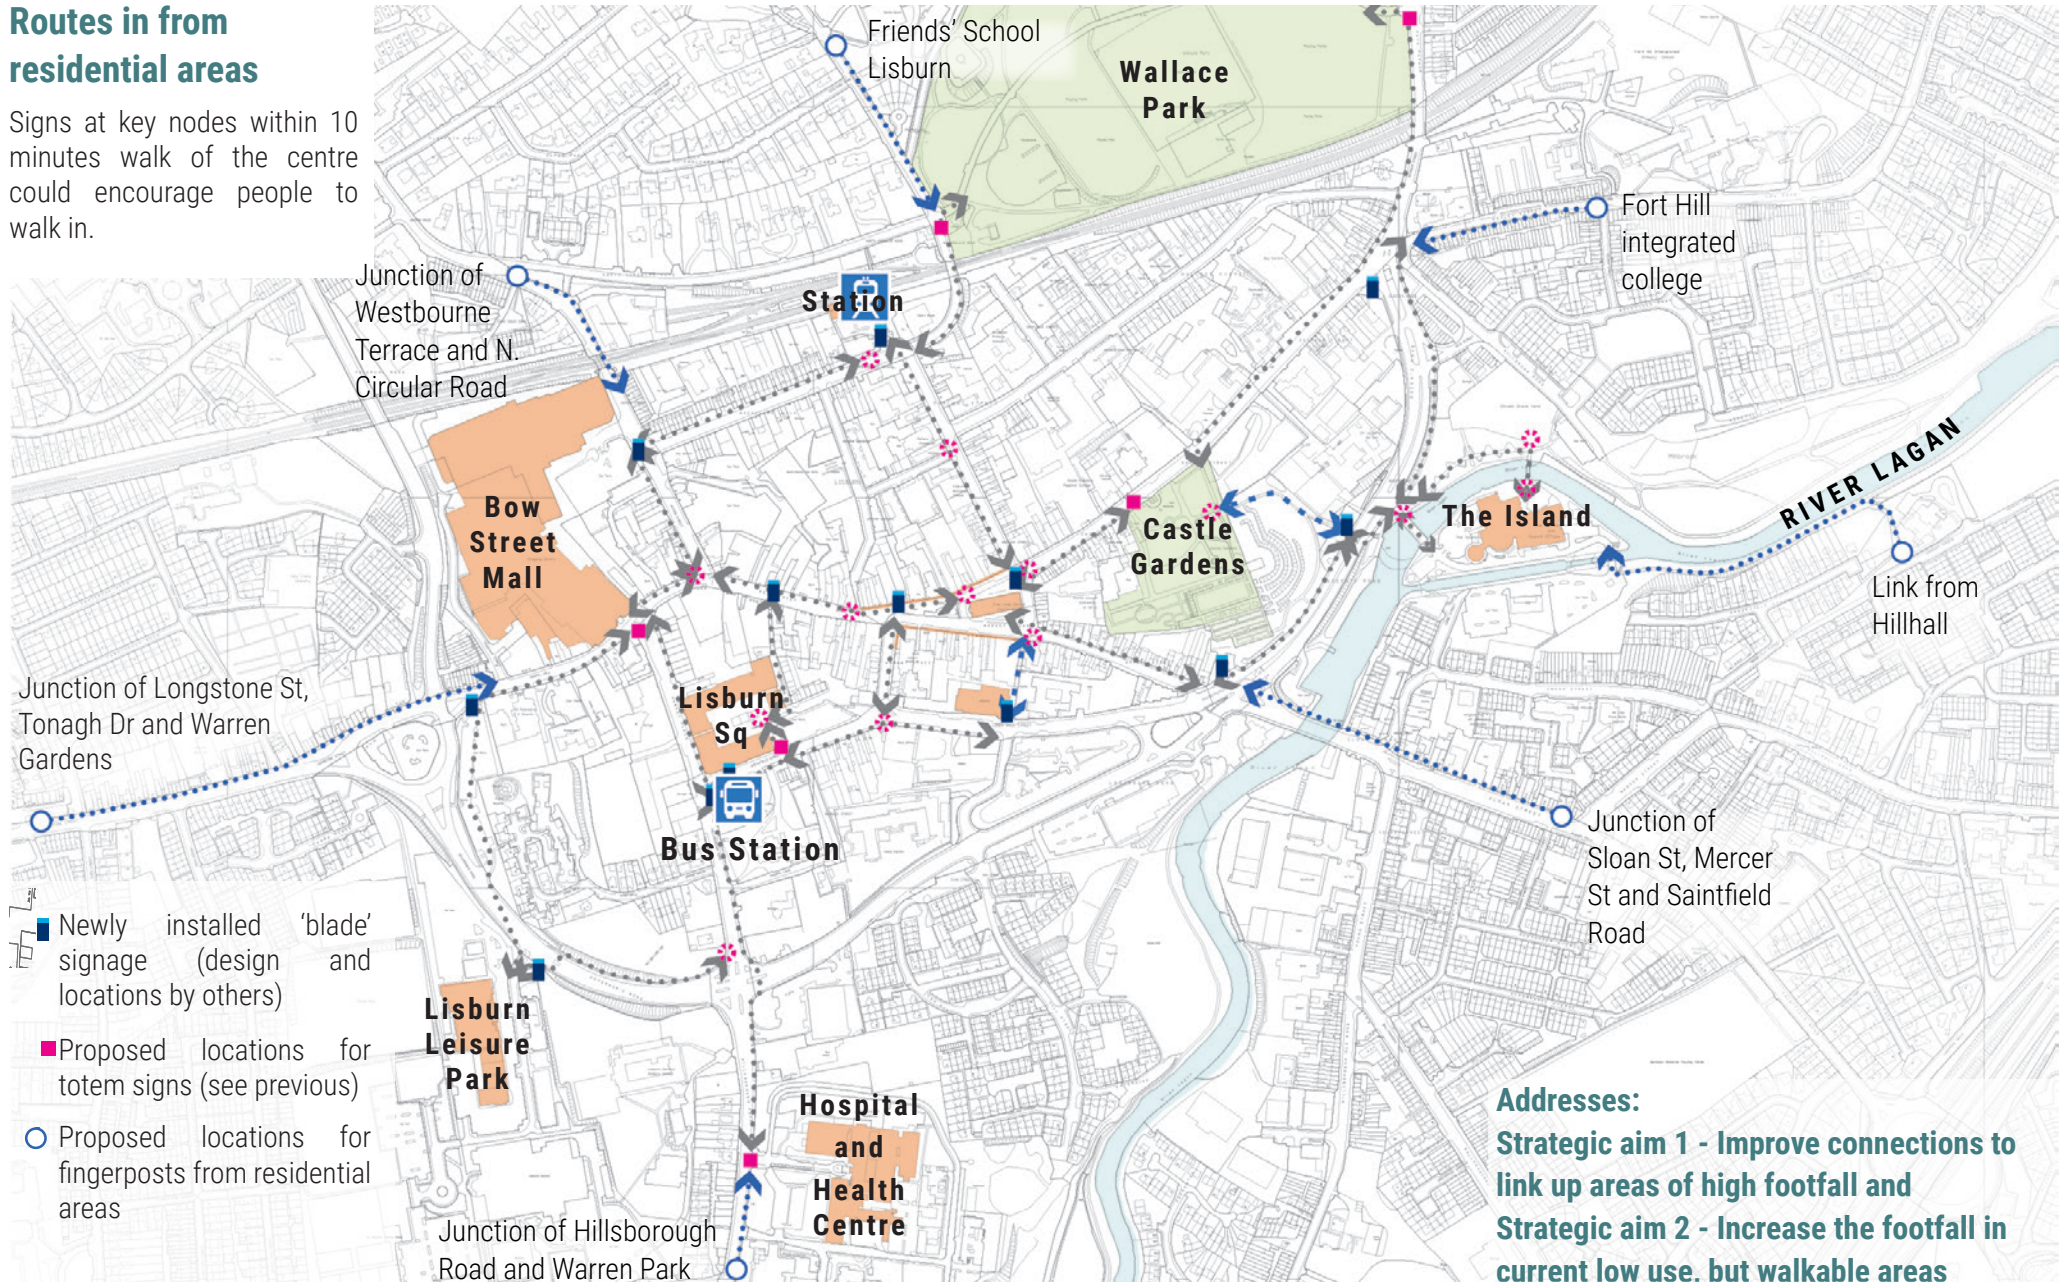 Routes in from
residential areas
Signs at key nodes within 10
minutes walk of the centre
could encourage people to
walk in.
Friends’ School
Lisburn
Wallace
Park
Fort Hill
integrated
college
Junction of
Westbourne
Terrace and N.
Circular Road
Station
Bow
Street
Mall
Castle
Gardens
The Island
RIVER LAGAN
Link from
Hillhall
Junction of Longstone St,
Tonagh Dr and Warren
Gardens
Lisburn
Sq
Bus Station
Junction of
Sloan St, Mercer
St and Saintfield
Road
Newly installed ‘blade’
signage (design and
locations by others)
Proposed locations for
totem signs (see previous)
Proposed locations for
fingerposts from residential
areas
Lisburn
Leisure
Park
Hospital
and
Health
Centre
Junction of Hillsborough
Road and Warren Park
Addresses:
Strategic aim 1 - Improve connections to
link up areas of high footfall and
Strategic aim 2 - Increase the footfall in
current low use, but walkable areas